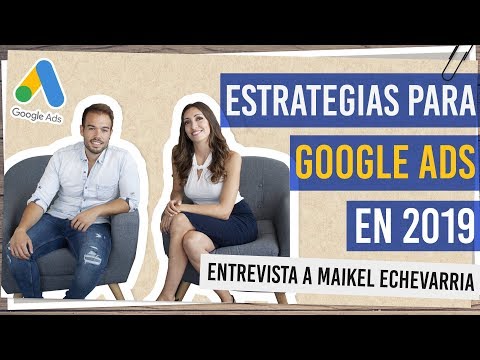 Google Ads
ESTRATEGIAS PARA
GOOGLE ADS
EN 2019
ENTREVISTA A MAIKEL ECHEVARRIA